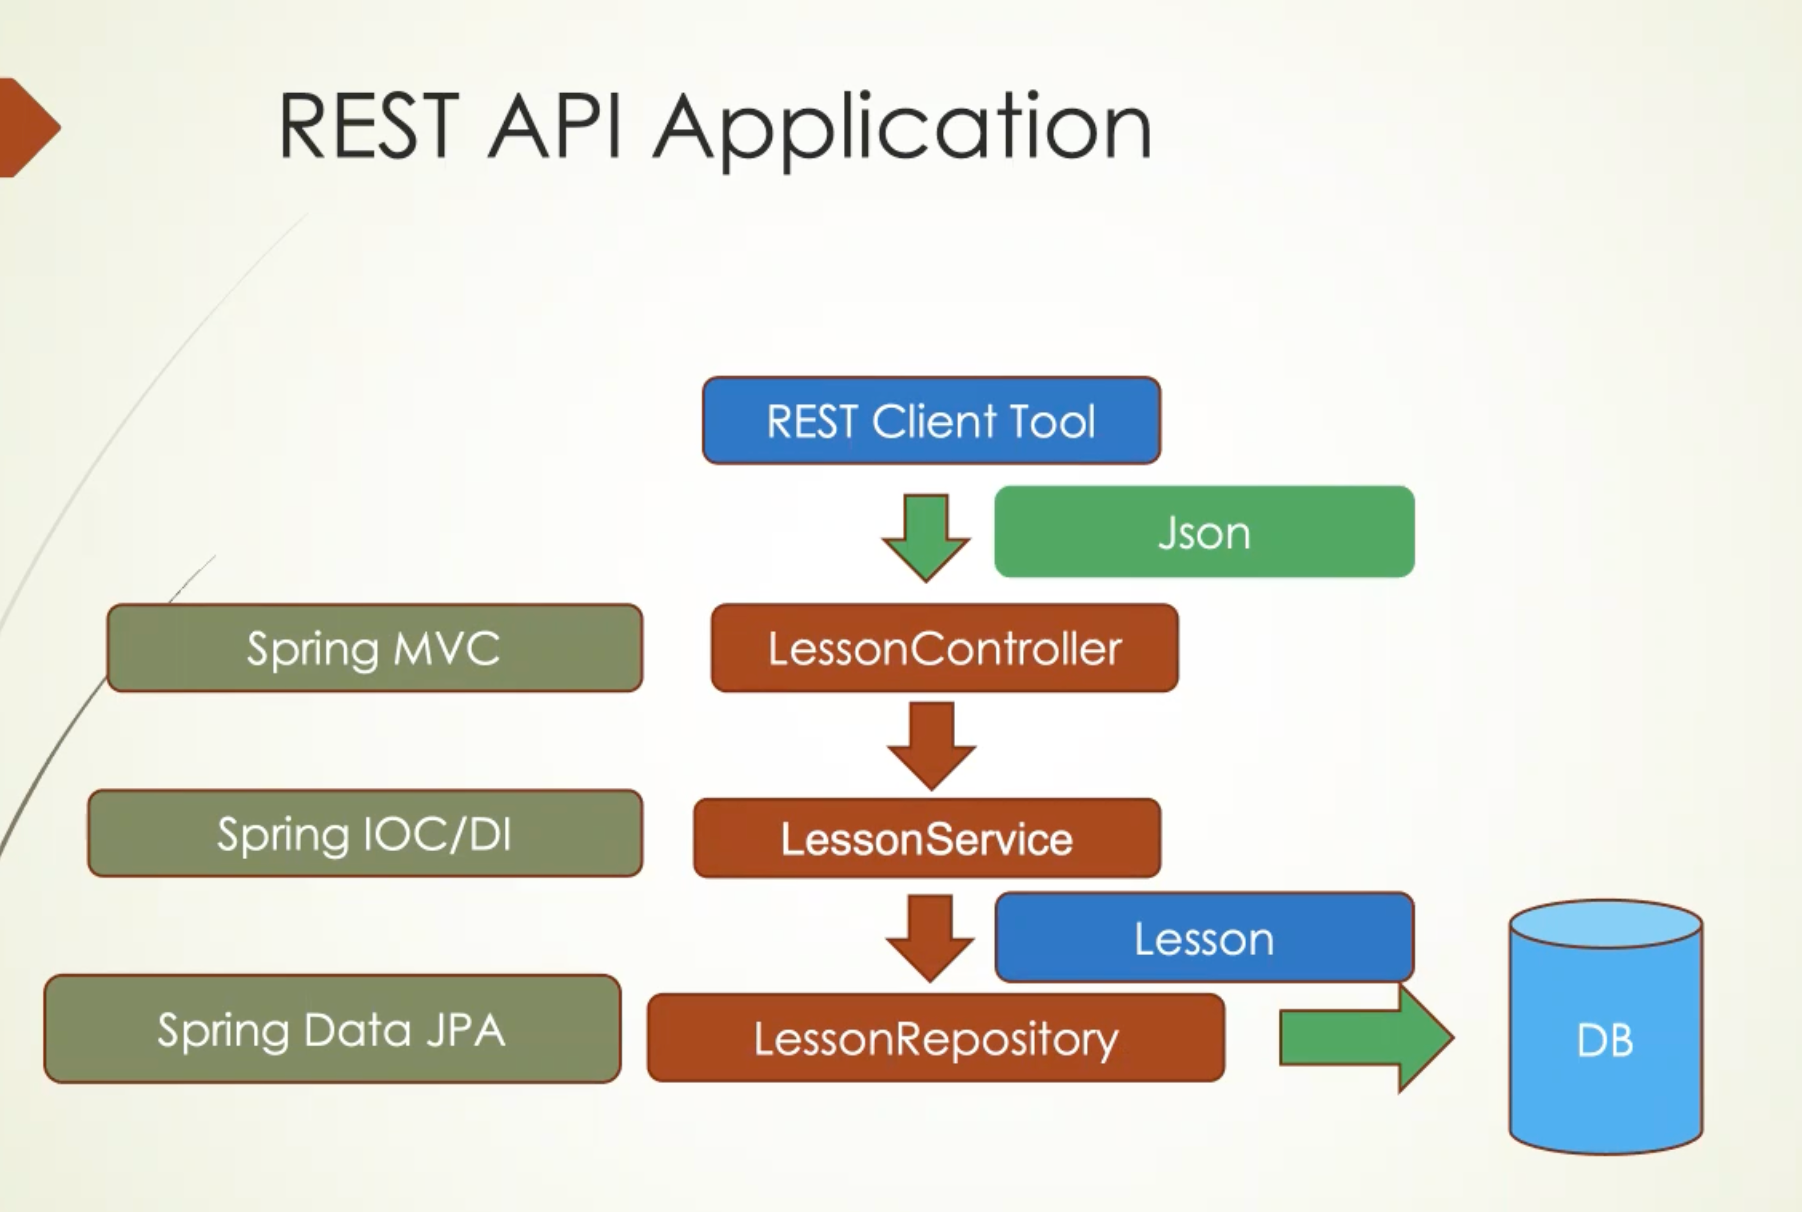 REST API Application
REST Client Tool
Json
Spring MVC
LessonController
Spring IOC/DI
LessonService
Lesson
Spring Data JPA
LessonRepository
DB